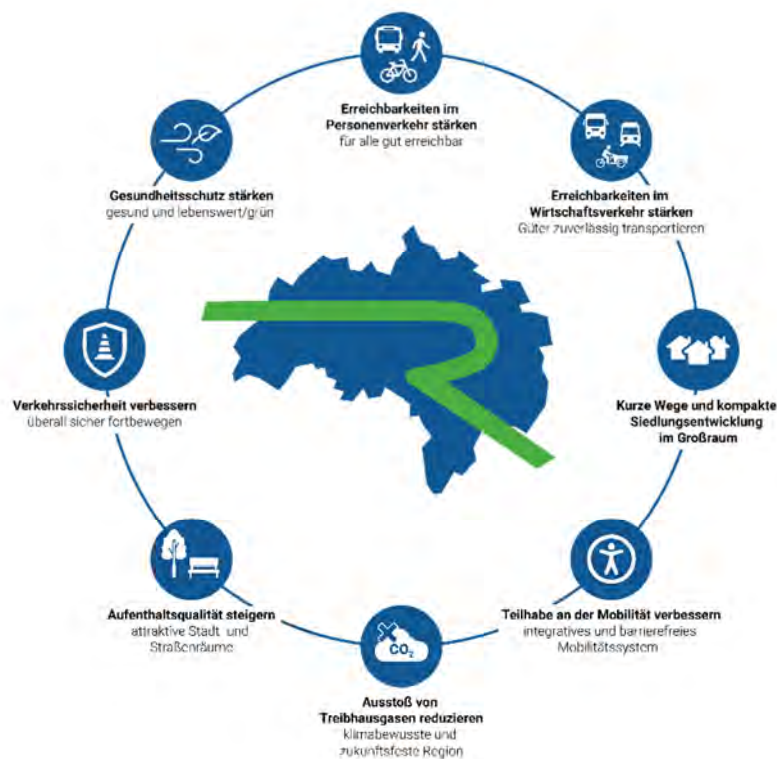 Erreichbarkeiten im
Personenverkehr stärken
für alle gut erreichbar
Erreichbarkeiten im
Wirtschaftsverkehr stärken
Güter zuverlässig transportieren
Kurze Wege und kompakte
Siedlungsentwicklung
im Großraum
Teilhabe an der Mobilität verbessern
integratives und barrierefreies
Mobilitätssystem
CO₂
Ausstoß von
Treibhausgasen reduzieren
klimabewusste und
zukunftsfeste Region
Aufenthaltsqualität steigern
attraktive Stadt- und
Straßenräume
Verkehrssicherheit verbessern
überall sicher fortbewegen
Gesundheitsschutz stärken
gesund und lebenswert/grün